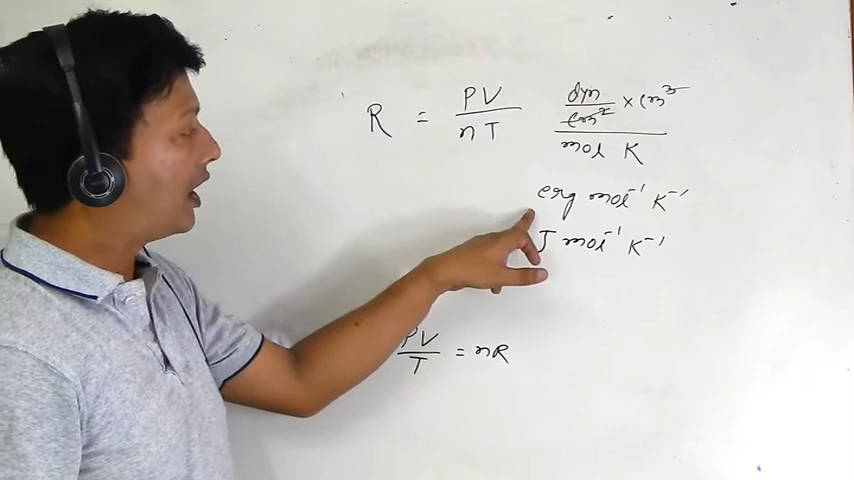 R = PV / nT  dyn/cm² × cm³ / mol K
erg mol⁻¹ K⁻¹
J mol⁻¹ K⁻¹
PV / T = nR